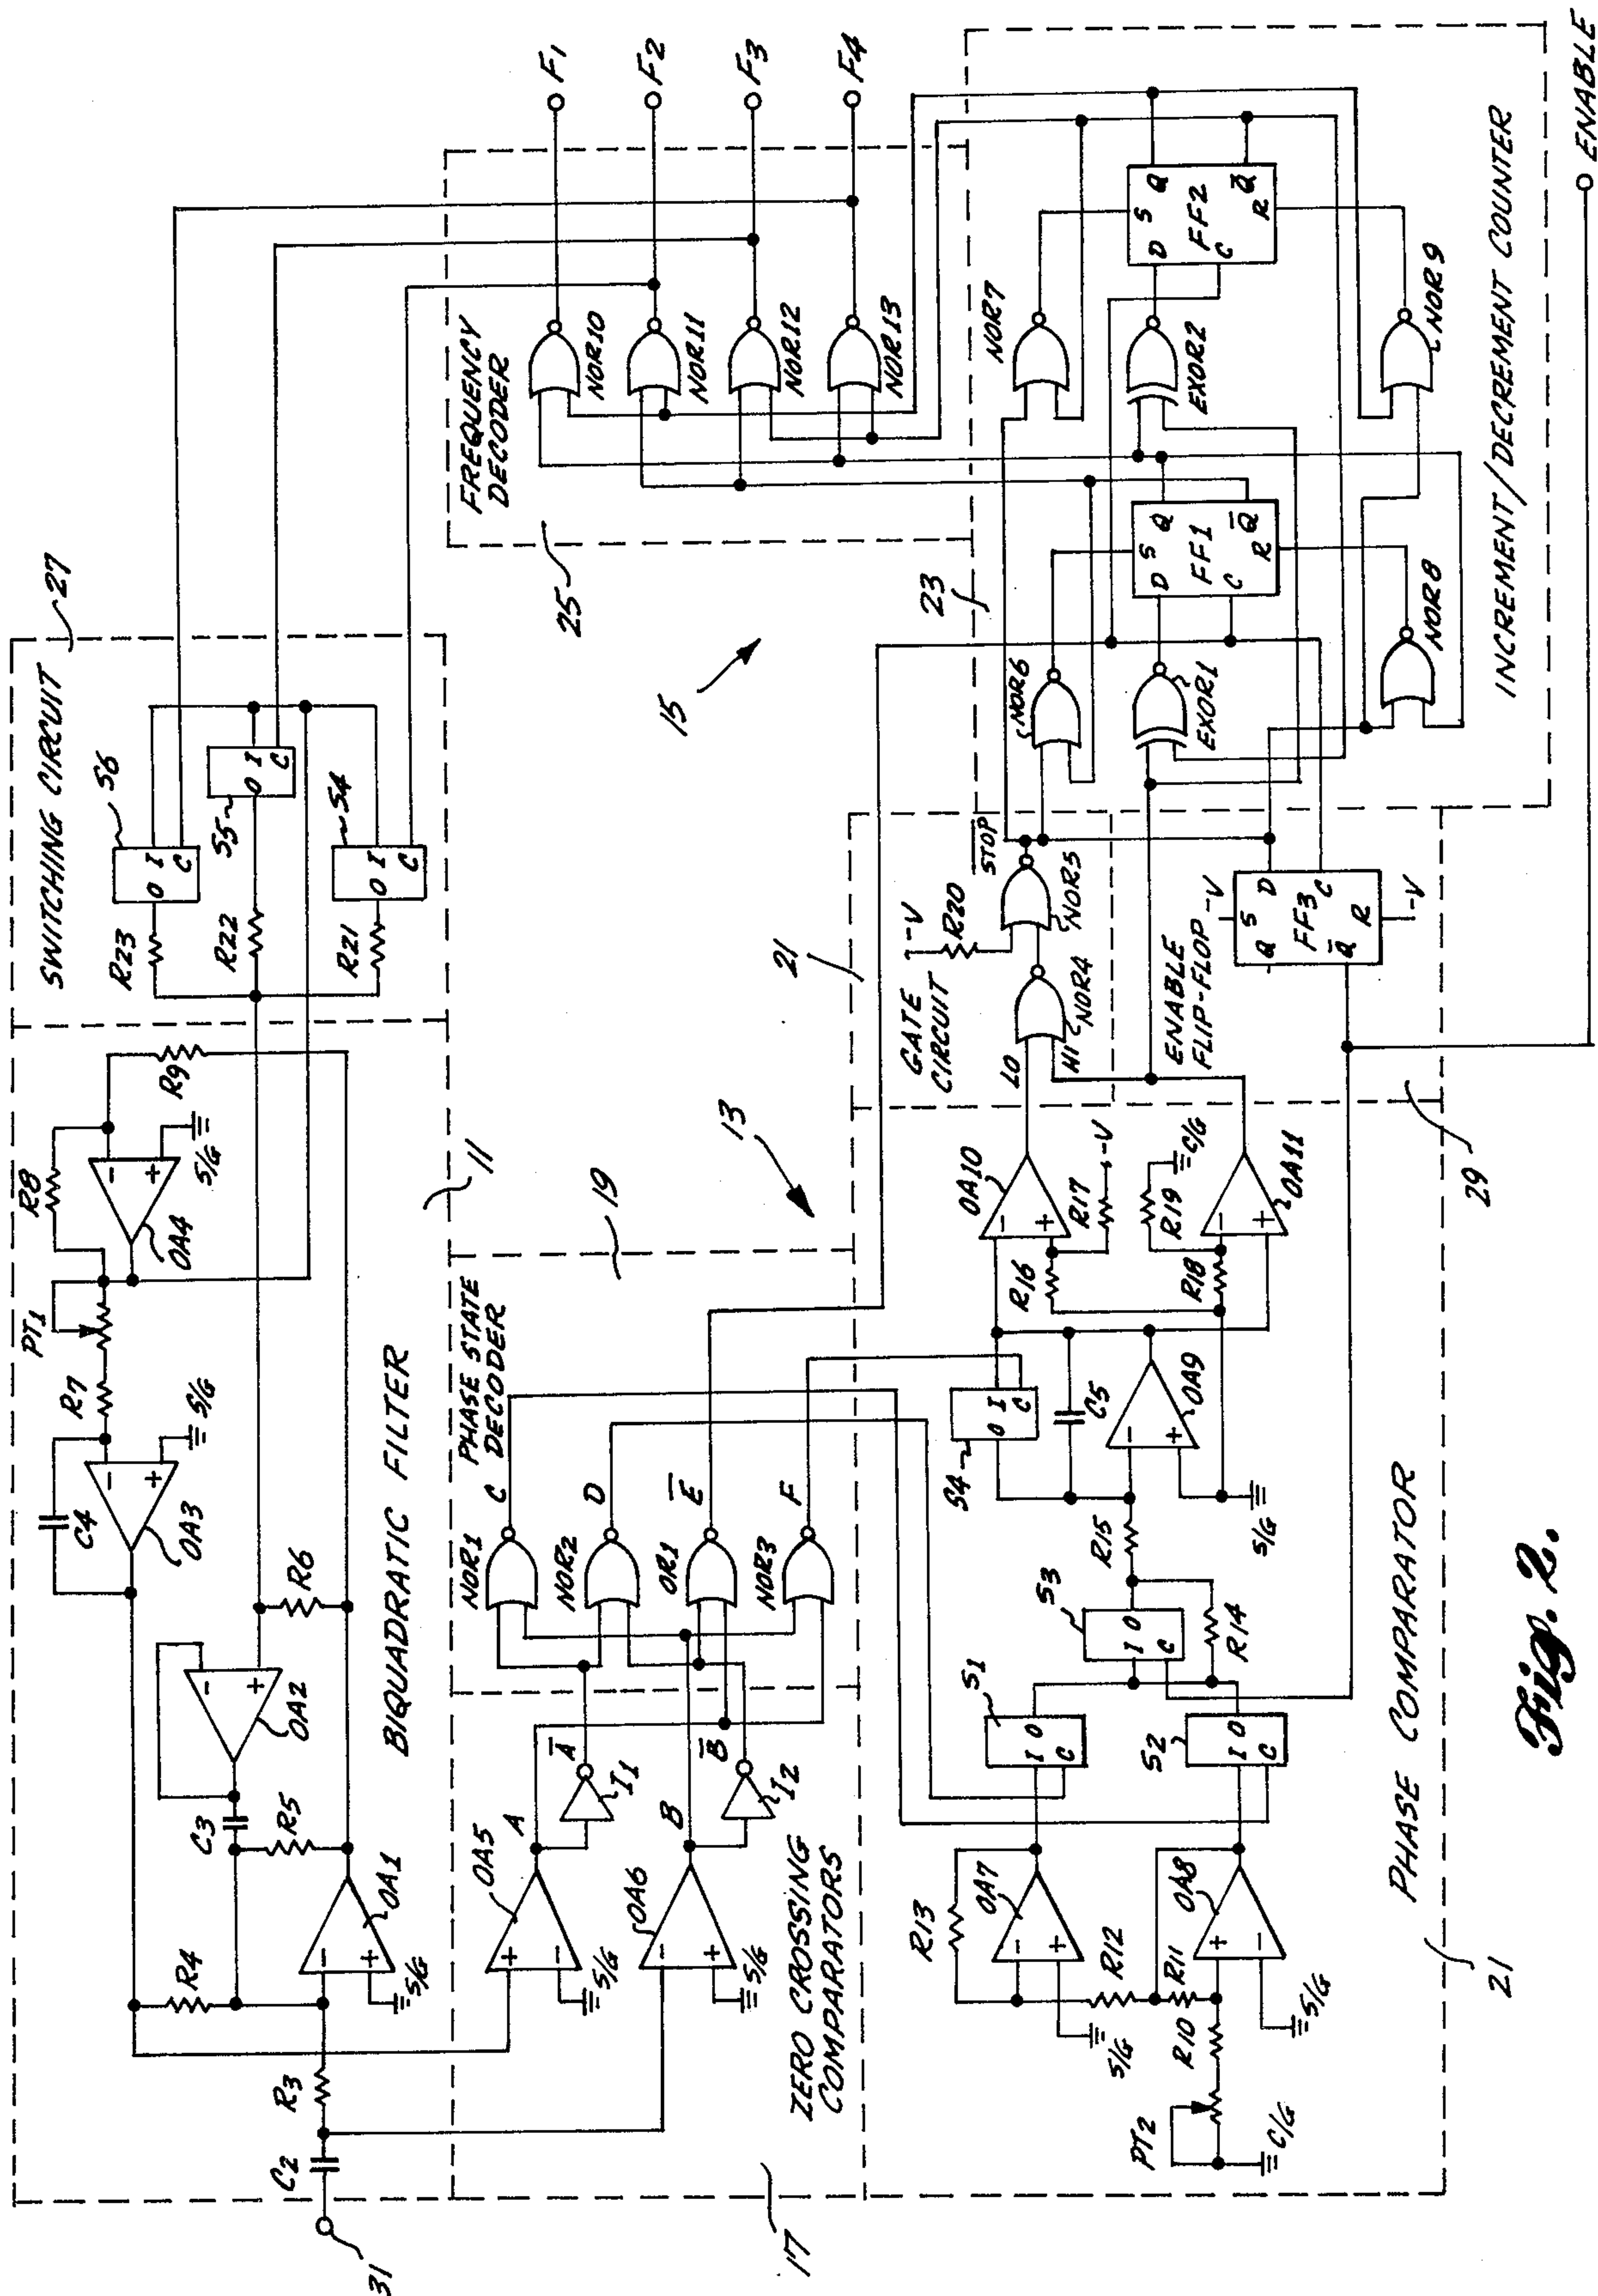 SWITCHING CIRCUIT
27
S6
O I
C
R23
S5
O I
C
R22
S4
O I
C
R21
BIQUADRATIC FILTER
11
R8
R9
PT1
OA4
-
+
S/G
R7
C4
OA3
-
+
S/G
R6
OA2
-
+
C3
R5
R4
OA1
-
+
S/G
R3
C2
31
FREQUENCY
DECODER
25
NOR10
NOR11
NOR12
NOR13
F1
F2
F3
F4
15
13
PHASE STATE
DECODER
19
NOR1
C
NOR2
D
OR1
E̅
NOR3
F
ZERO CROSSING
COMPARATORS
17
OA5
+
-
S/G
A
A̅
I1
OA6
-
+
S/G
B
B̅
I2
INCREMENT/DECREMENT COUNTER
23
NOR6
NOR7
EXOR1
EXOR2
NOR8
NOR9
FF1
D S Q
C R Q̅
FF2
D S Q
C R Q̅
GATE
CIRCUIT
21
-V
R20
S̅T̅O̅P̅
NOR5
NOR4
LO
HI
ENABLE
FLIP-FLOP
-V
Q S D
FF3
Q̅ R C
-V
29
ENABLE
PHASE COMPARATOR
21
OA10
-
+
R16
R17
-V
R19
C/G
R18
OA11
-
+
S4
O I
C
C5
OA9
-
+
S/G
R15
S3
I O
C
R14
S1
I O
C
S2
I O
C
R13
OA7
-
+
S/G
R12
R11
OA8
+
-
S/G
R10
PT2
C/G
Fig. 2.